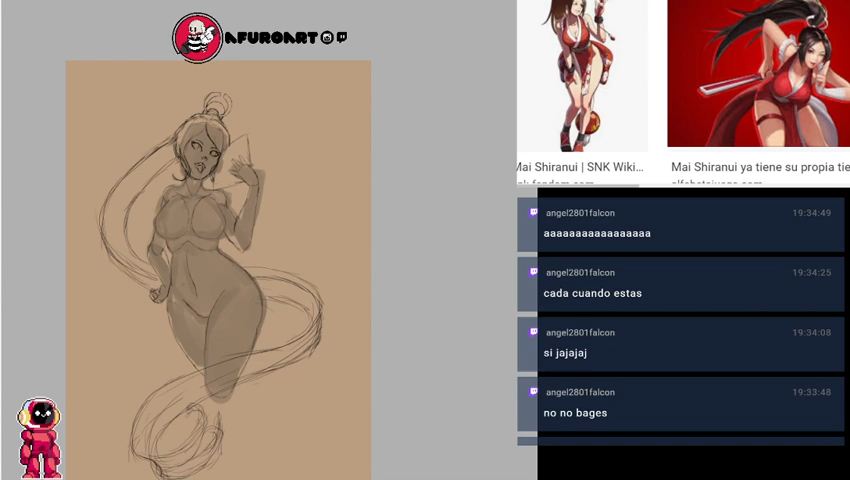 AFUROART
Mai Shiranui | SNK Wiki...
Mai Shiranui ya tiene su propia tie
angel2801falcon 19:34:49
aaaaaaaaaaaaaaaaa
angel2801falcon 19:34:25
cada cuando estas
angel2801falcon 19:34:08
si jajajaj
angel2801falcon 19:33:48
no no bages